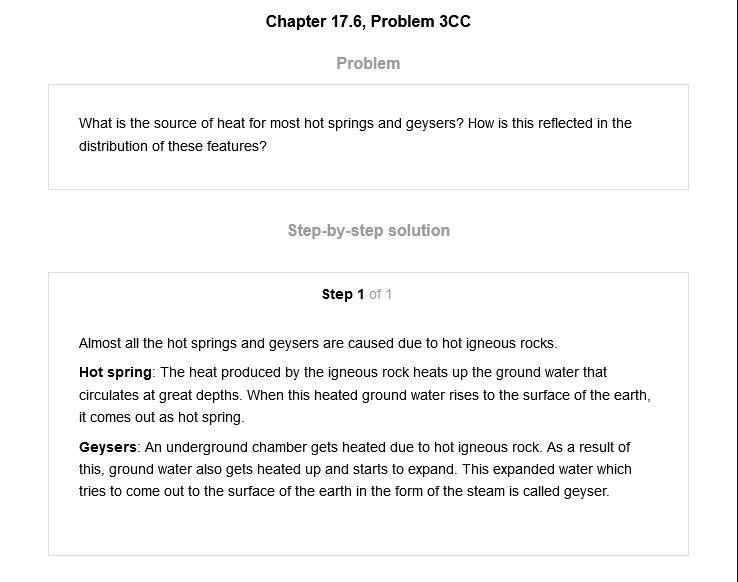 Chapter 17.6, Problem 3CC
Problem
What is the source of heat for most hot springs and geysers? How is this reflected in the
distribution of these features?
Step-by-step solution
Step 1 of 1
Almost all the hot springs and geysers are caused due to hot igneous rocks.
Hot spring: The heat produced by the igneous rock heats up the ground water that
circulates at great depths. When this heated ground water rises to the surface of the earth,
it comes out as hot spring.
Geysers: An underground chamber gets heated due to hot igneous rock. As a result of
this, ground water also gets heated up and starts to expand. This expanded water which
tries to come out to the surface of the earth in the form of the steam is called geyser.